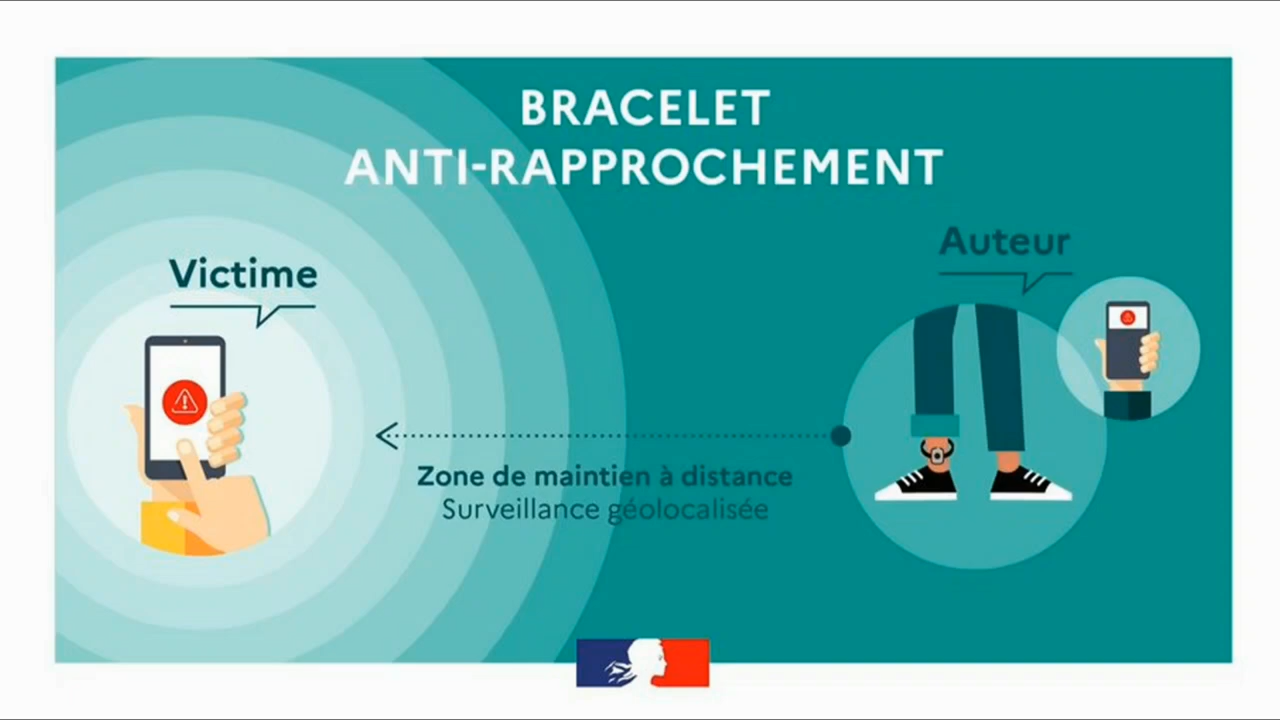 BRACELET
ANTI-RAPPROCHEMENT
Victime
Auteur
Zone de maintien à distance
Surveillance géolocalisée